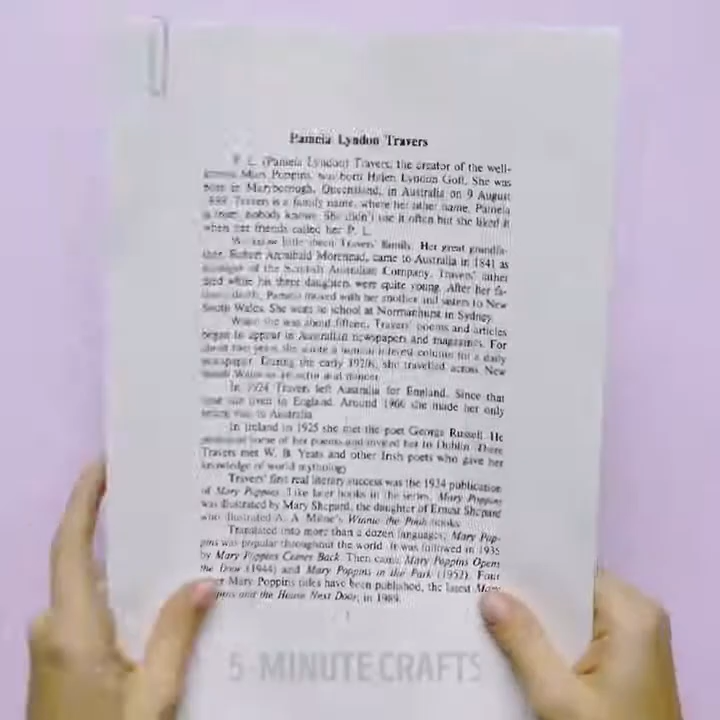 Pamela Lyndon Travers
P. L. (Pamela Lyndon) Travers, the creator of the well-
known Mary Poppins, was born Helen Lyndon Goff. She was
born in Maryborough, Queensland, in Australia on 9 August
Travers is a family name, where her other name, Pamela
nobody knows. She didn't use it often but she liked it
when her friends called her P. L.
We know little about Travers' family. Her great grandfa-
ther, Robert Archibald Morehead, came to Australia in 1841 as
manager of the Scottish Australian Company. Travers' father
died while his three daughters were quite young. After her fa-
ther's death, Pamela moved with her mother and sisters to New
South Wales. She went to school at Normanhurst in Sydney.
When she was about fifteen, Travers' poems and articles
began to appear in Australian newspapers and magazines. For
about two years she wrote a human interest column for a daily
newspaper. During the early 1920s, she travelled across New
South Wales as an actor and dancer.
In 1924 Travers left Australia for England. Since that
time she lived in England. Around 1966 she made her only
visit to Australia
In Ireland in 1925 she met the poet George Russell. He
some of her poems and invited her to Dublin. There
Travers met W. B. Yeats and other Irish poets who gave her
knowledge of world mythology
Travers' first real literary success was the 1934 publication
of Mary Poppins. Like later books in the series, Mary Poppins
was illustrated by Mary Shepard, the daughter of Ernest Shepard
who illustrated A. A Milne's, Winnie the Pooh books.
Translated into more than a dozen languages, Mary Pop-
pins was popular throughout the world. It was followed in 1935
by Mary Poppins Comes Back. Then came Mary Poppins Opens
the Door (1944) and Mary Poppins in the Park (1952). Four
Mary Poppins titles have been published, the latest Mary
Poppins and the House Next Door, in 1989.
5-MINUTE CRAFTS